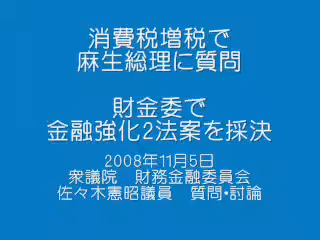 消費税増税で
麻生総理に質問
財金委で
金融強化2法案を採決
2008年11月5日
衆議院　財務金融委員会
佐々木憲昭議員　質問・討論